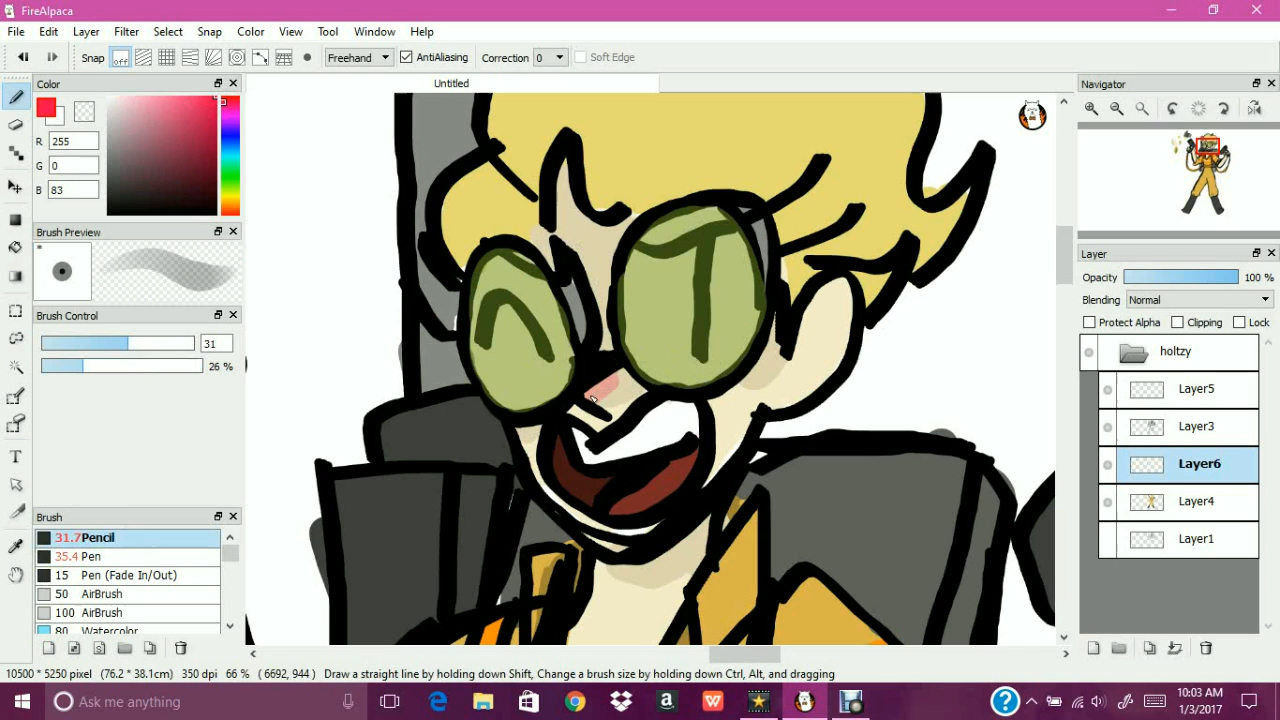 FireAlpaca
File Edit Layer Filter Select Snap Color View Tool Window Help
Snap off Freehand AntiAliasing Correction 0 Soft Edge
Color
Untitled
Navigator
R 255
G 0
B 83
Brush Preview
*
Brush Control
31
26 %
Layer
Opacity 100 %
Blending Normal
Protect Alpha Clipping Lock
holtzy
Layer5
Layer3
Layer6
Layer4
Layer1
Brush
31.7 Pencil
35.4 Pen
15 Pen (Fade In/Out)
50 AirBrush
100 AirBrush
80 Watercolor
10500 * 5250 pixel (76.2 * 38.1cm) 350 dpi 66 % ( 6692, 944 ) Draw a straight line by holding down Shift, Change a brush size by holding down Ctrl, Alt, and dragging
Ask me anything
10:03 AM
1/3/2017